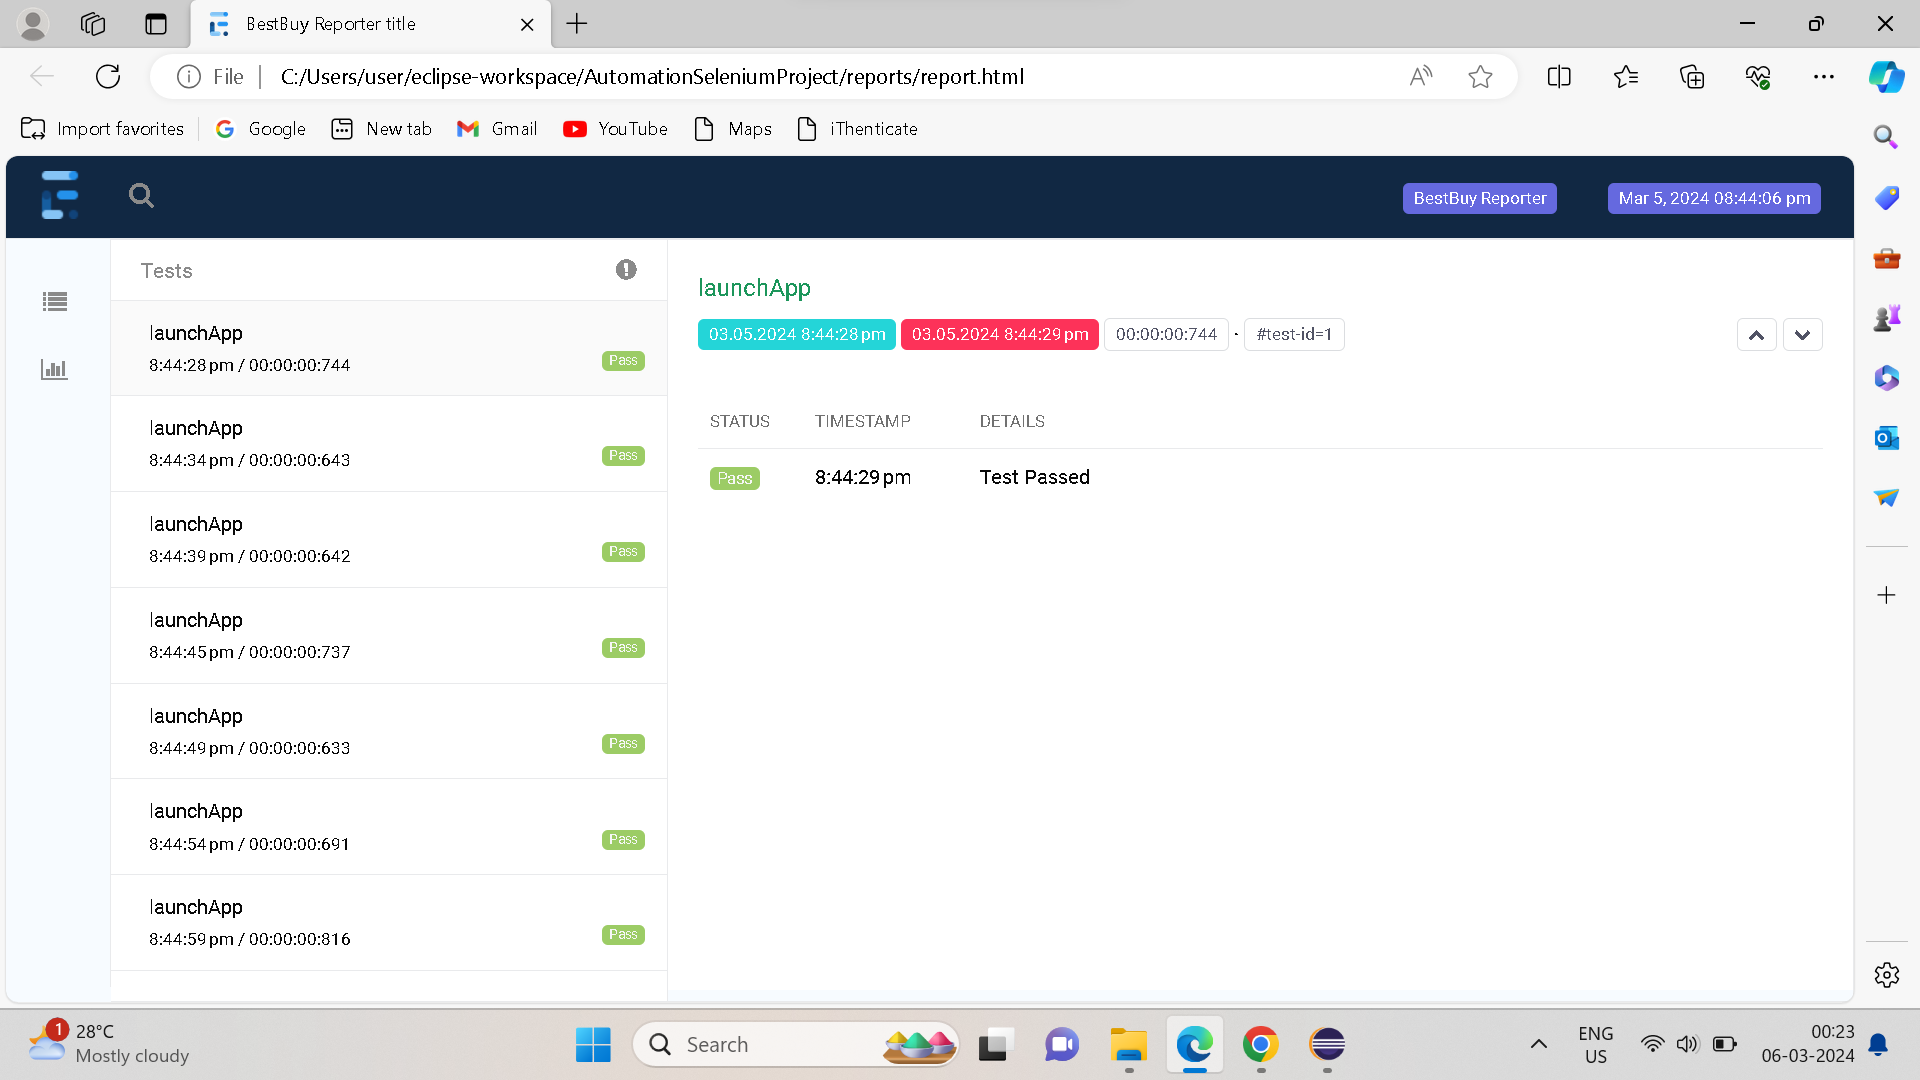 BestBuy Reporter title
File
C:/Users/user/eclipse-workspace/AutomationSeleniumProject/reports/report.html
Import favorites
Google
New tab
Gmail
YouTube
Maps
iThenticate
BestBuy Reporter
Mar 5, 2024 08:44:06 pm
Tests
launchApp
8:44:28 pm / 00:00:00:744
Pass
launchApp
8:44:34 pm / 00:00:00:643
Pass
launchApp
8:44:39 pm / 00:00:00:642
Pass
launchApp
8:44:45 pm / 00:00:00:737
Pass
launchApp
8:44:49 pm / 00:00:00:633
Pass
launchApp
8:44:54 pm / 00:00:00:691
Pass
launchApp
8:44:59 pm / 00:00:00:816
Pass
launchApp
03.05.2024 8:44:28 pm 03.05.2024 8:44:29 pm 00:00:00:744 · #test-id=1
STATUS TIMESTAMP DETAILS
Pass 8:44:29 pm Test Passed
1
28°C
Mostly cloudy
Search
ENG
US
00:23
06-03-2024